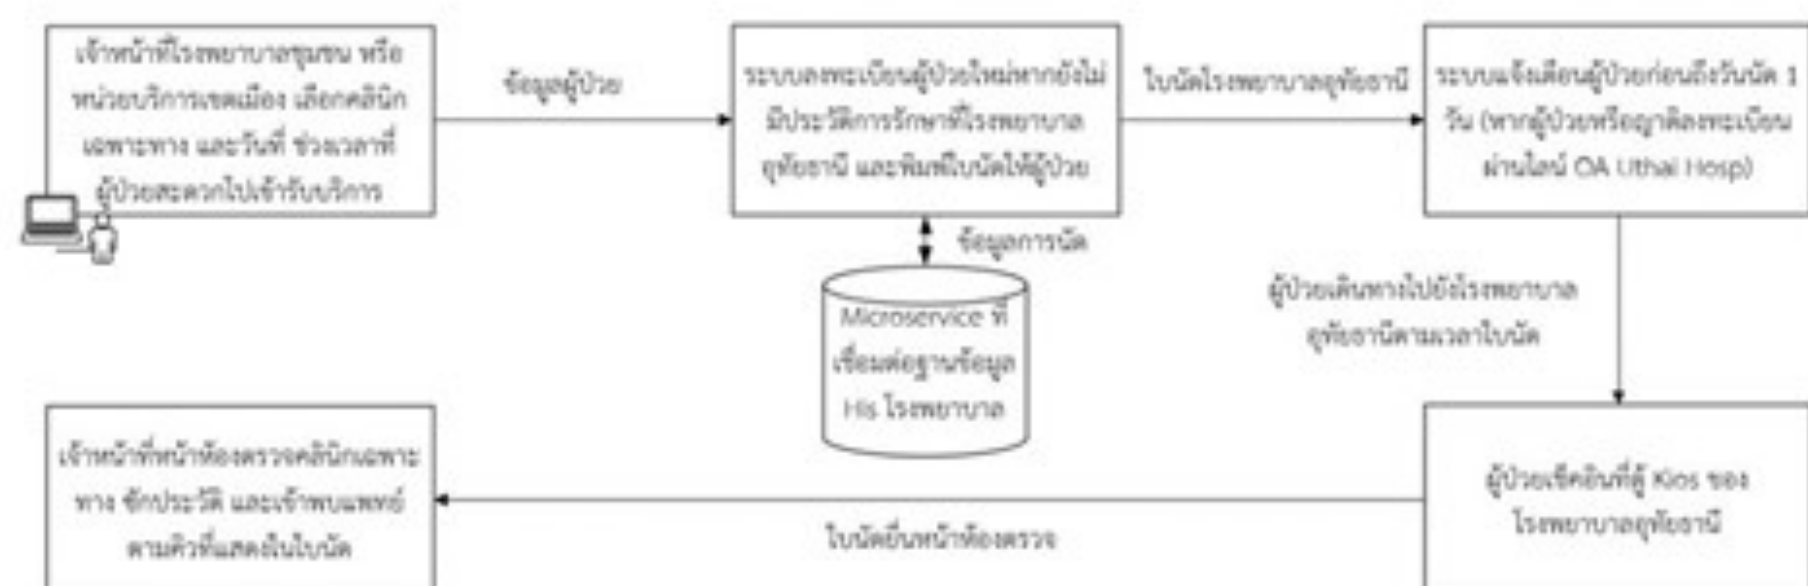 เจ้าหน้าที่โรงพยาบาลชุมชน หรือ
หน่วยบริการเขตเมือง เลือกคลินิก
เฉพาะทาง และวันที่ ช่วงเวลาที่
ผู้ป่วยสะดวกไปเข้ารับบริการ
ข้อมูลผู้ป่วย
ระบบลงทะเบียนผู้ป่วยใหม่หากยังไม่
มีประวัติการรักษาที่โรงพยาบาล
อุทัยธานี และพิมพ์ใบนัดให้ผู้ป่วย
ใบนัดโรงพยาบาลอุทัยธานี
ระบบแจ้งเตือนผู้ป่วยก่อนถึงวันนัด 1
วัน (หากผู้ป่วยหรือญาติลงทะเบียน
ผ่านไลน์ OA Uthai Hosp)
ข้อมูลการนัด
Microservice ที่
เชื่อมต่อฐานข้อมูล
His โรงพยาบาล
ผู้ป่วยเดินทางไปยังโรงพยาบาล
อุทัยธานีตามเวลาใบนัด
ผู้ป่วยเช็คอินที่ตู้ Kios ของ
โรงพยาบาลอุทัยธานี
ใบนัดยื่นหน้าห้องตรวจ
เจ้าหน้าที่หน้าห้องตรวจคลินิกเฉพาะ
ทาง ซักประวัติ และเข้าพบแพทย์
ตามคิวที่แสดงในใบนัด